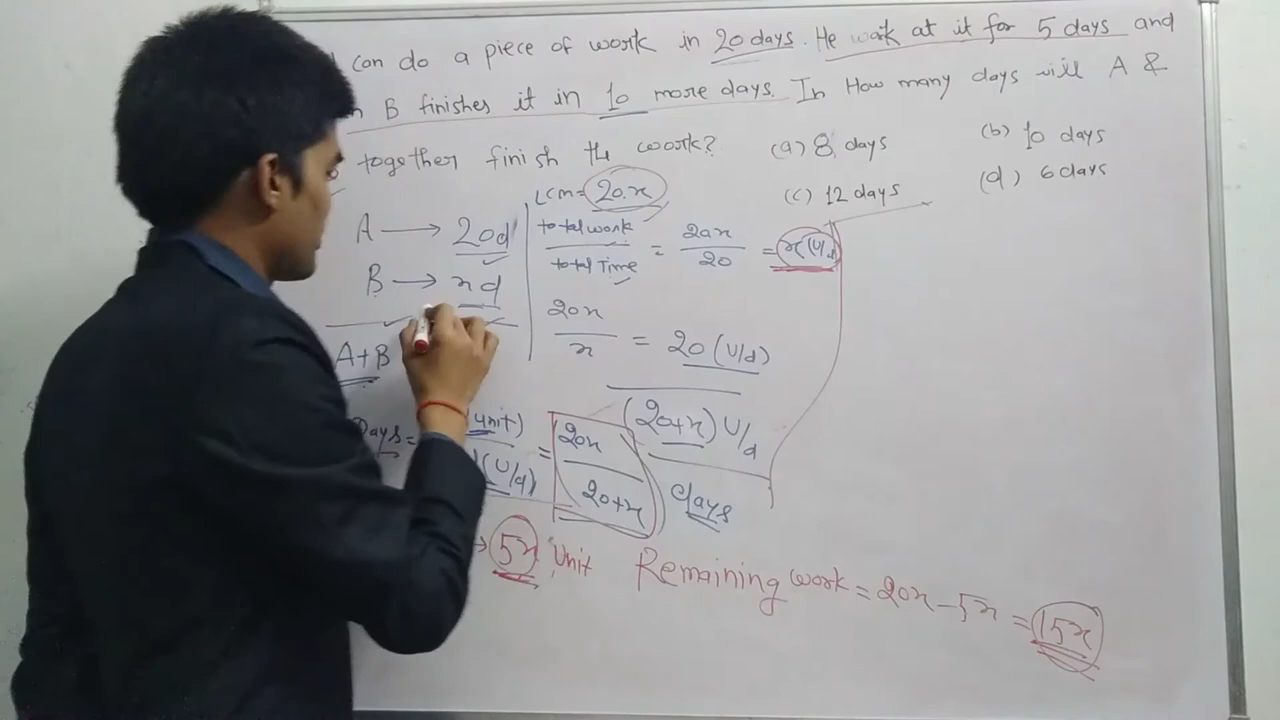 can do a piece of work in 20 days. He work at it for 5 days and
B finishes it in 10 more days. In How many days will A &
together finish the work? (a) 8 days (b) 10 days
(c) 12 days (d) 6 days
LCM = 20x
A → 20d
total work / total Time = 20x / 20 = x (U/d)
B → x d
20x / x = 20 (U/d)
A+B
(20+x) U/d
Days = (unit) / (U/d) = 20x / 20+x days
→ 5x Unit Remaining work = 20x - 5x = 15x